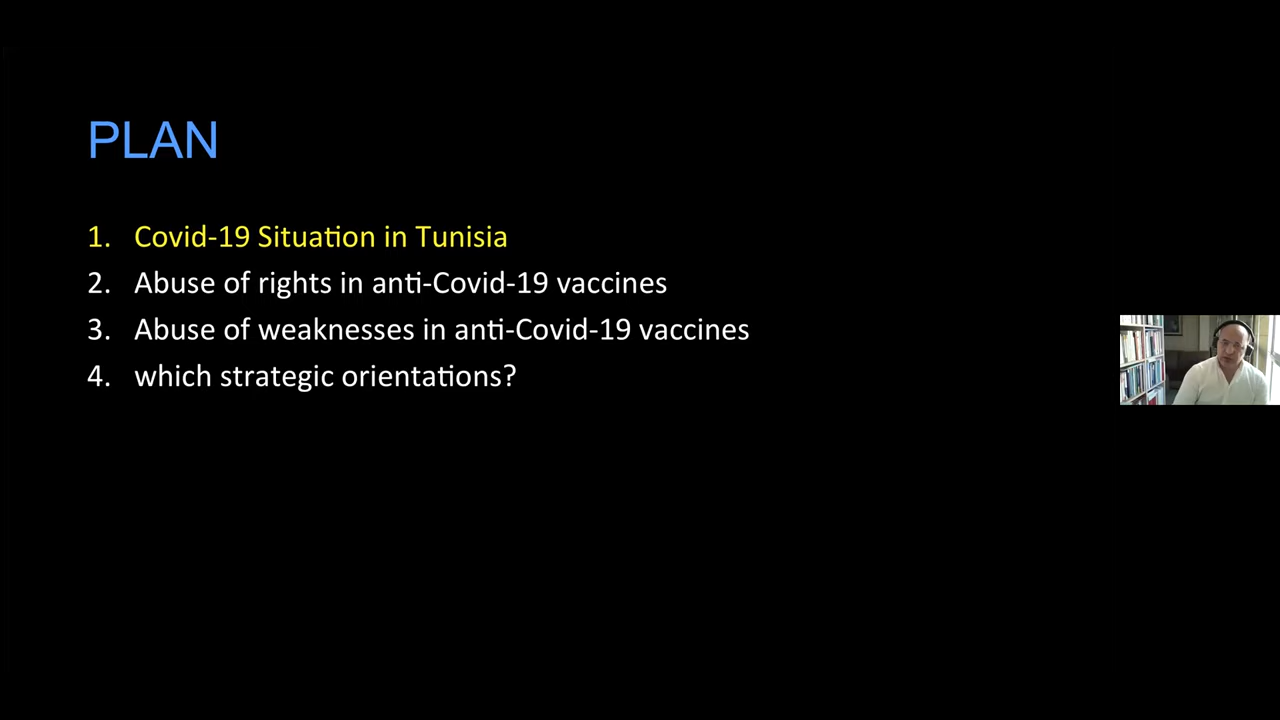 PLAN
1. Covid-19 Situation in Tunisia
2. Abuse of rights in anti-Covid-19 vaccines
3. Abuse of weaknesses in anti-Covid-19 vaccines
4. which strategic orientations?